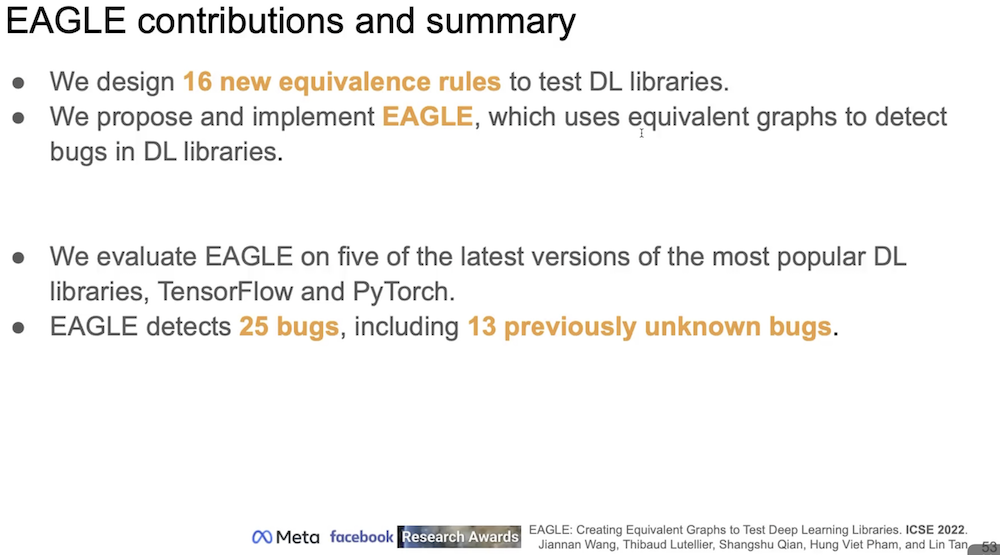 EAGLE contributions and summary
● We design 16 new equivalence rules to test DL libraries.
● We propose and implement EAGLE, which uses equivalent graphs to detect
bugs in DL libraries.
● We evaluate EAGLE on five of the latest versions of the most popular DL
libraries, TensorFlow and PyTorch.
● EAGLE detects 25 bugs, including 13 previously unknown bugs.
Meta facebook Research Awards
EAGLE: Creating Equivalent Graphs to Test Deep Learning Libraries. ICSE 2022.
Jiannan Wang, Thibaud Lutellier, Shangshu Qian, Hung Viet Pham, and Lin Tan
53